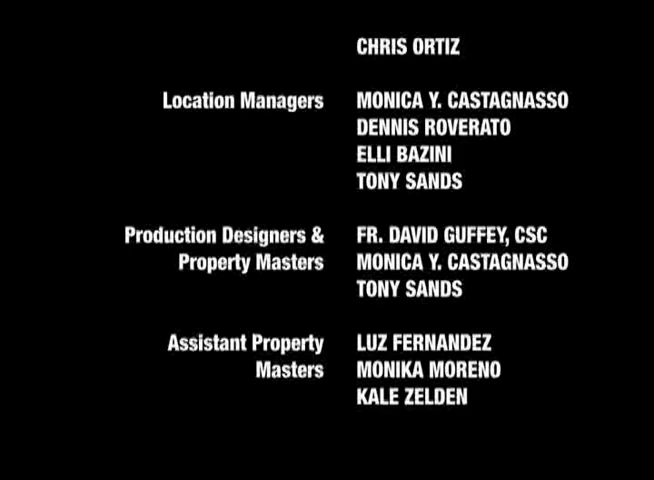 CHRIS ORTIZ
Location Managers MONICA Y. CASTAGNASSO
DENNIS ROVERATO
ELLI BAZINI
TONY SANDS
Production Designers & FR. DAVID GUFFEY, CSC
Property Masters MONICA Y. CASTAGNASSO
TONY SANDS
Assistant Property LUZ FERNANDEZ
Masters MONIKA MORENO
KALE ZELDEN